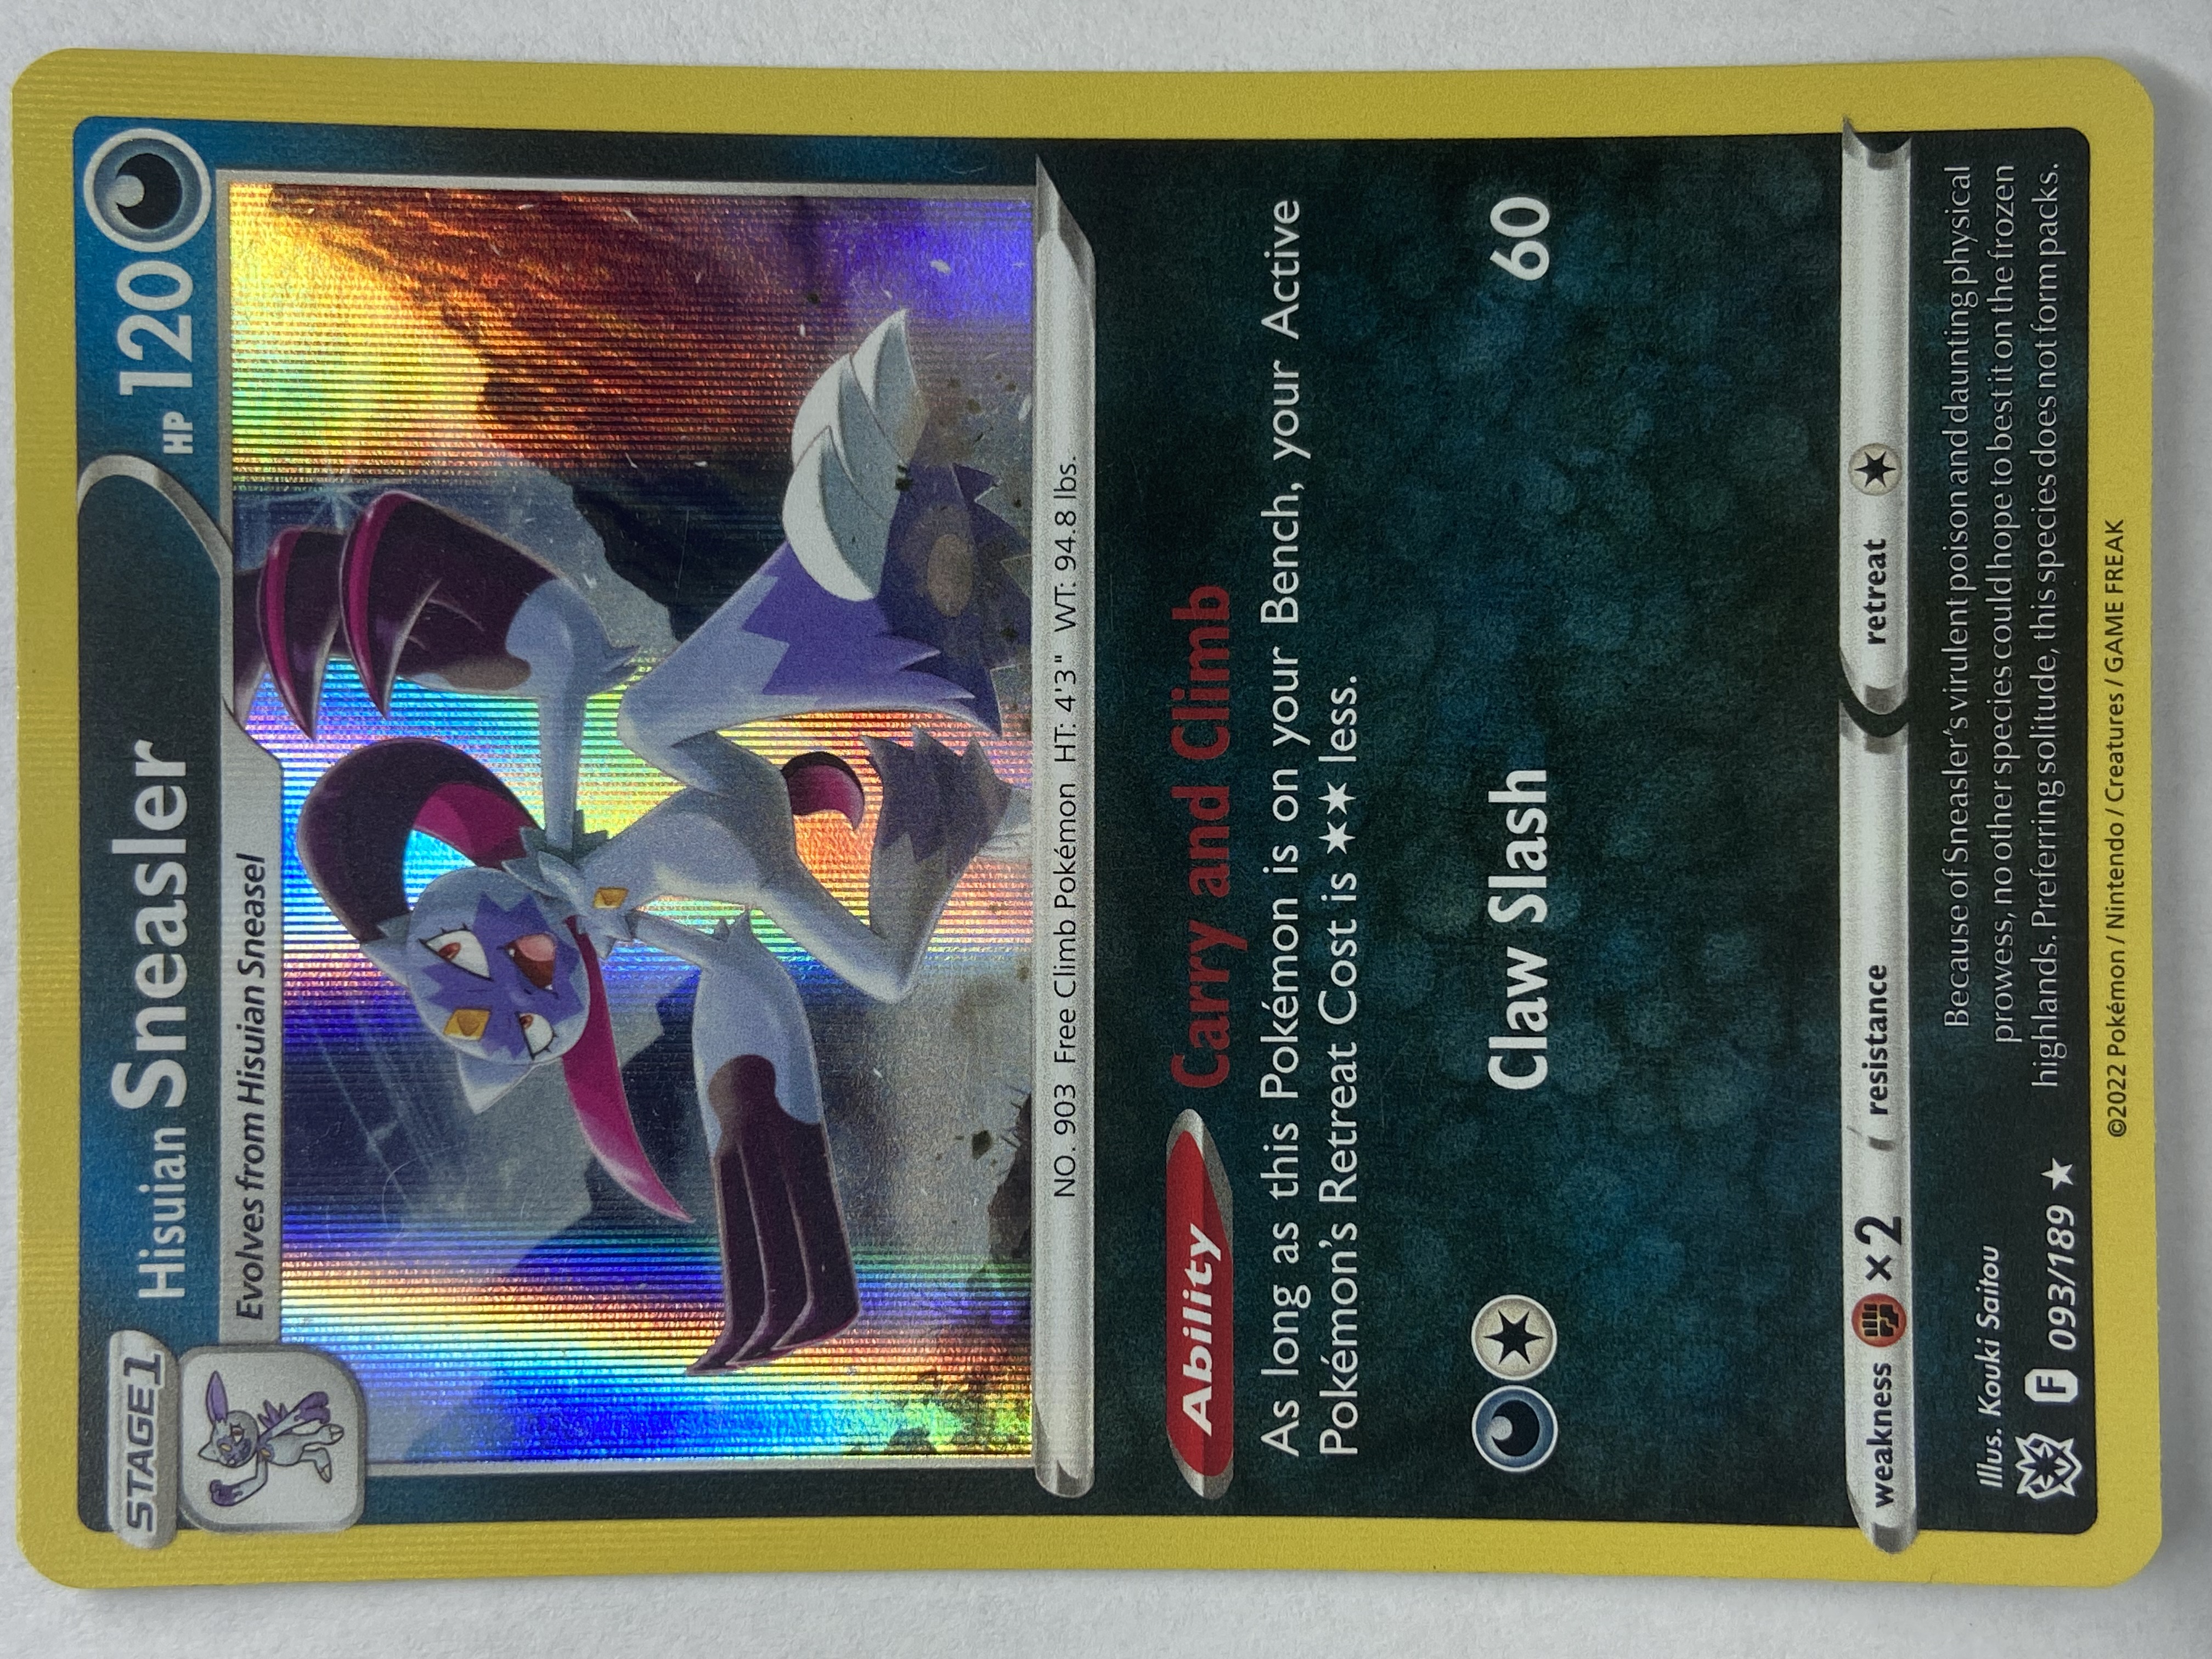 STAGE 1
Hisuian Sneasler
HP 120
Evolves from Hisuian Sneasel
NO. 903 Free Climb Pokémon HT: 4'3" WT: 94.8 lbs.
Ability Carry and Climb
As long as this Pokémon is on your Bench, your Active
Pokémon's Retreat Cost is ✶✶ less.
Claw Slash 60
weakness ×2 resistance retreat
Because of Sneasler's virulent poison and daunting physical
prowess, no other species could hope to best it on the frozen
highlands. Preferring solitude, this species does not form packs.
Illus. Kouki Saitou
F 093/189 ★
©2022 Pokémon / Nintendo / Creatures / GAME FREAK